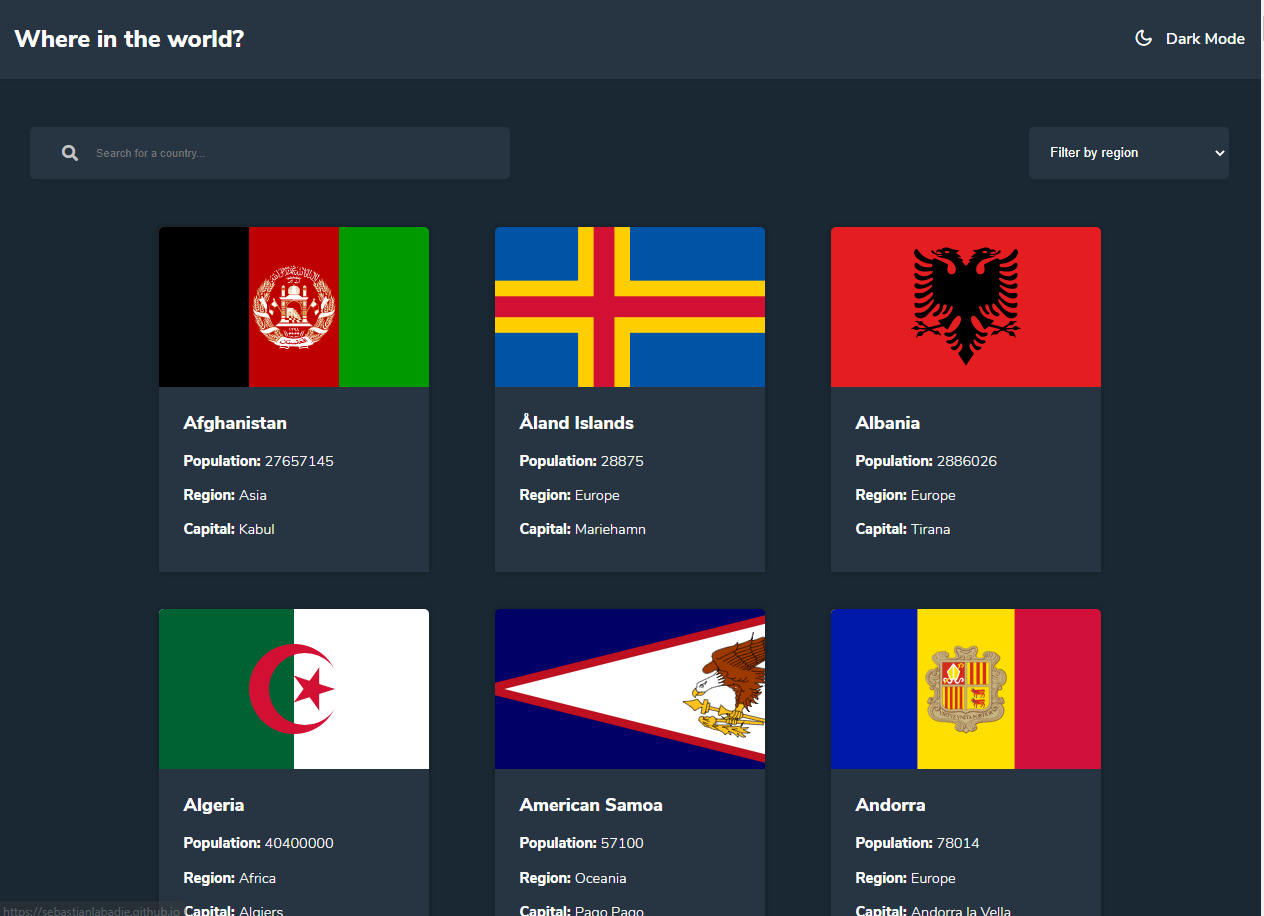 Where in the world?
Dark Mode
Search for a country...
Filter by region
Afghanistan
Population: 27657145
Region: Asia
Capital: Kabul
Åland Islands
Population: 28875
Region: Europe
Capital: Mariehamn
Albania
Population: 2886026
Region: Europe
Capital: Tirana
Algeria
Population: 40400000
Region: Africa
Capital: Algiers
American Samoa
Population: 57100
Region: Oceania
Capital: Pago Pago
Andorra
Population: 78014
Region: Europe
Capital: Andorra la Vella
https://sebastianlabadie.github.io